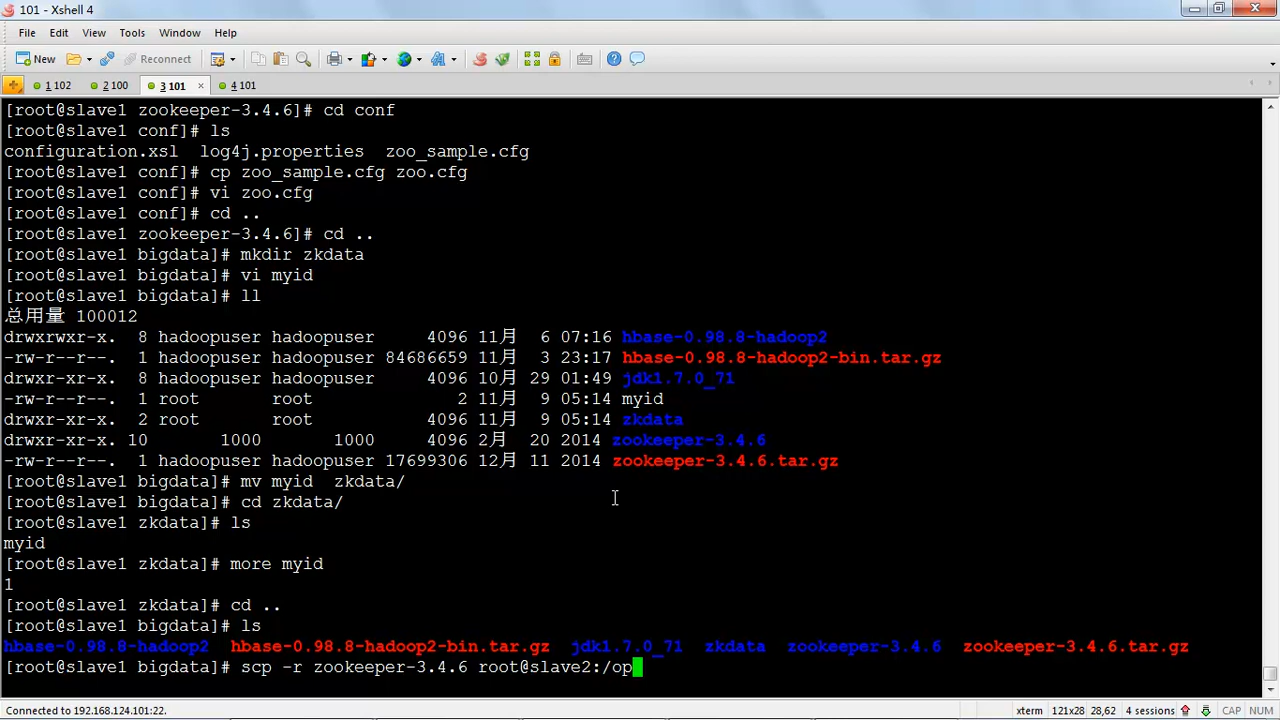 101 - Xshell 4
File Edit View Tools Window Help
New Reconnect
1 102 2 100 3 101 4 101
[root@slave1 zookeeper-3.4.6]# cd conf
[root@slave1 conf]# ls
configuration.xsl  log4j.properties  zoo_sample.cfg
[root@slave1 conf]# cp zoo_sample.cfg zoo.cfg
[root@slave1 conf]# vi zoo.cfg
[root@slave1 conf]# cd ..
[root@slave1 zookeeper-3.4.6]# cd ..
[root@slave1 bigdata]# mkdir zkdata
[root@slave1 bigdata]# vi myid
[root@slave1 bigdata]# ll
总用量 100012
drwxrwxr-x.  8 hadoopuser hadoopuser     4096 11月  6 07:16 hbase-0.98.8-hadoop2
-rw-r--r--.  1 hadoopuser hadoopuser 84686659 11月  3 23:17 hbase-0.98.8-hadoop2-bin.tar.gz
drwxr-xr-x.  8 hadoopuser hadoopuser     4096 10月 29 01:49 jdk1.7.0_71
-rw-r--r--.  1 root       root              2 11月  9 05:14 myid
drwxr-xr-x.  2 root       root           4096 11月  9 05:14 zkdata
drwxr-xr-x. 10       1000       1000     4096 2月  20 2014 zookeeper-3.4.6
-rw-r--r--.  1 hadoopuser hadoopuser 17699306 12月 11 2014 zookeeper-3.4.6.tar.gz
[root@slave1 bigdata]# mv myid  zkdata/
[root@slave1 bigdata]# cd zkdata/
[root@slave1 zkdata]# ls
myid
[root@slave1 zkdata]# more myid
1
[root@slave1 zkdata]# cd ..
[root@slave1 bigdata]# ls
hbase-0.98.8-hadoop2  hbase-0.98.8-hadoop2-bin.tar.gz  jdk1.7.0_71  zkdata  zookeeper-3.4.6  zookeeper-3.4.6.tar.gz
[root@slave1 bigdata]# scp -r zookeeper-3.4.6 root@slave2:/op
Connected to 192.168.124.101:22. xterm 121x28 28,62 4 sessions CAP NUM